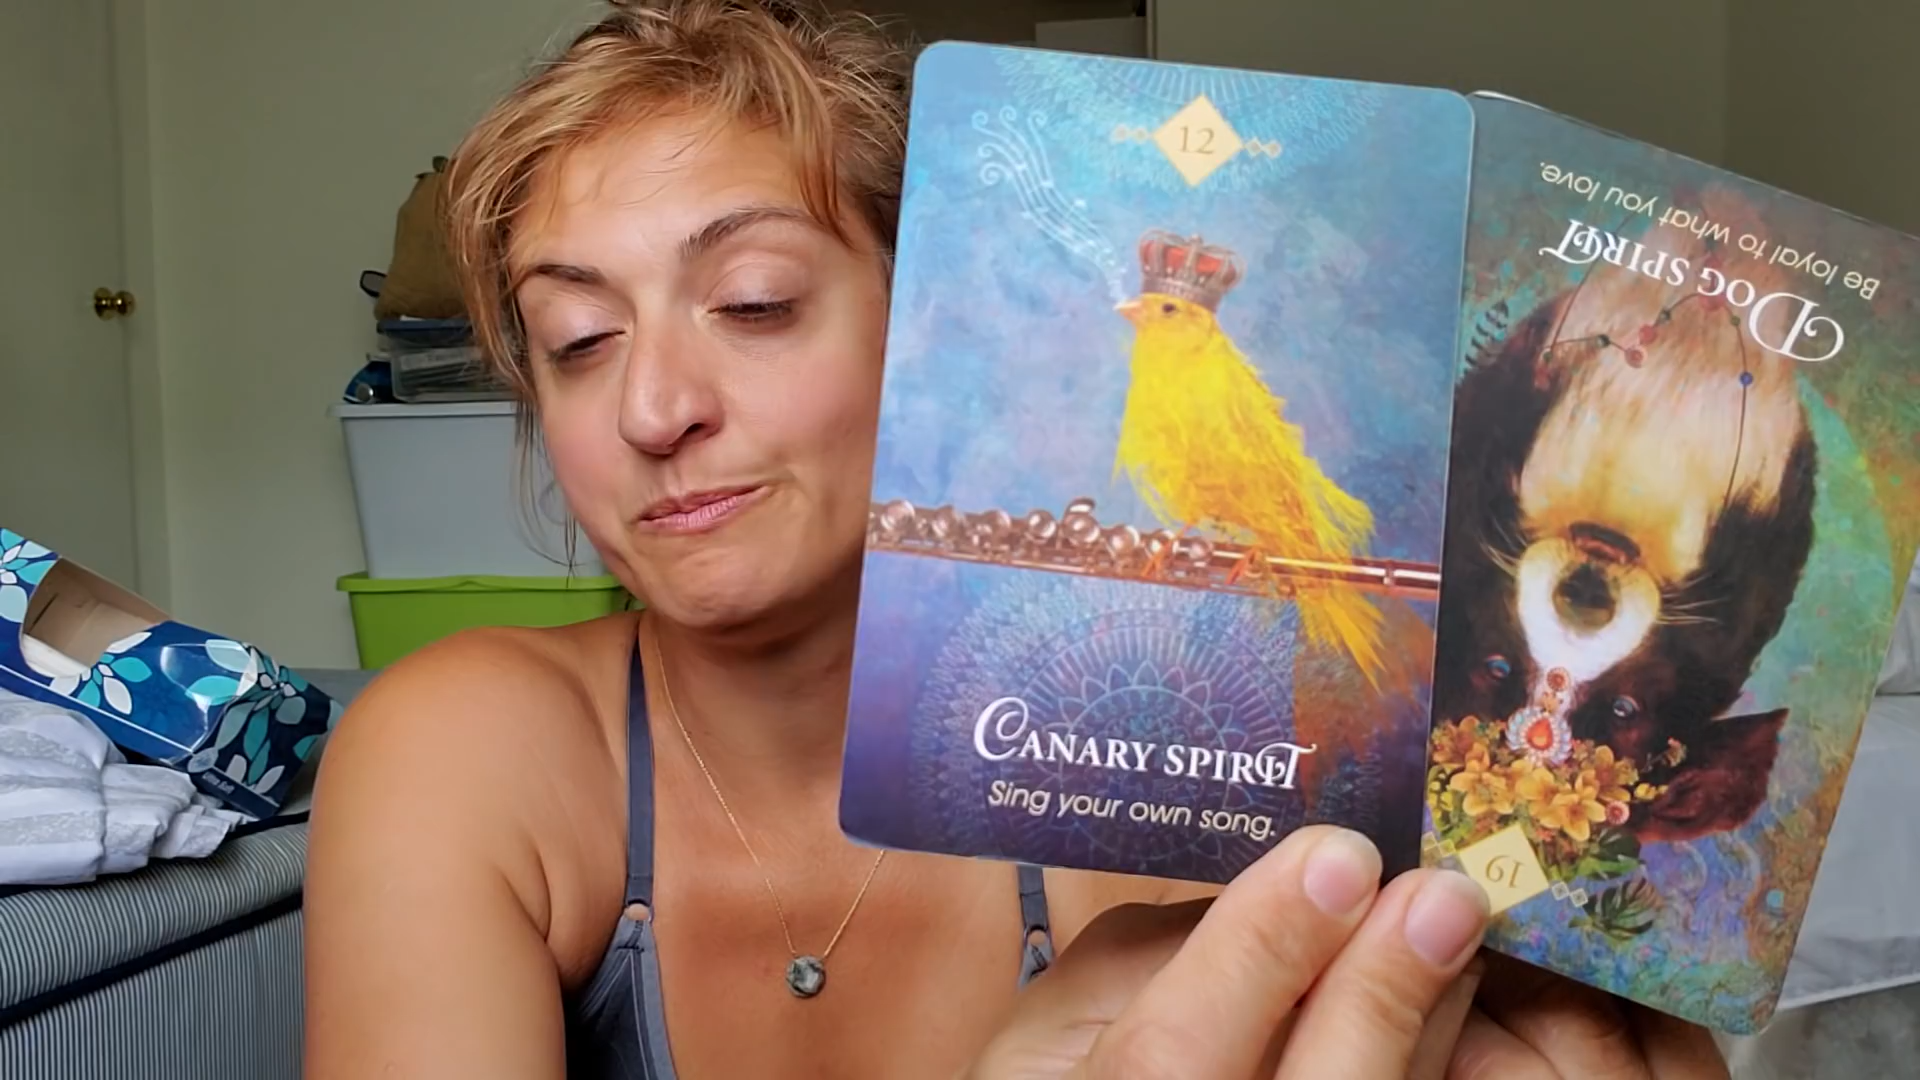 12
CANARY SPIRIT
Sing your own song.
19
DOG SPIRIT
Be loyal to what you love.